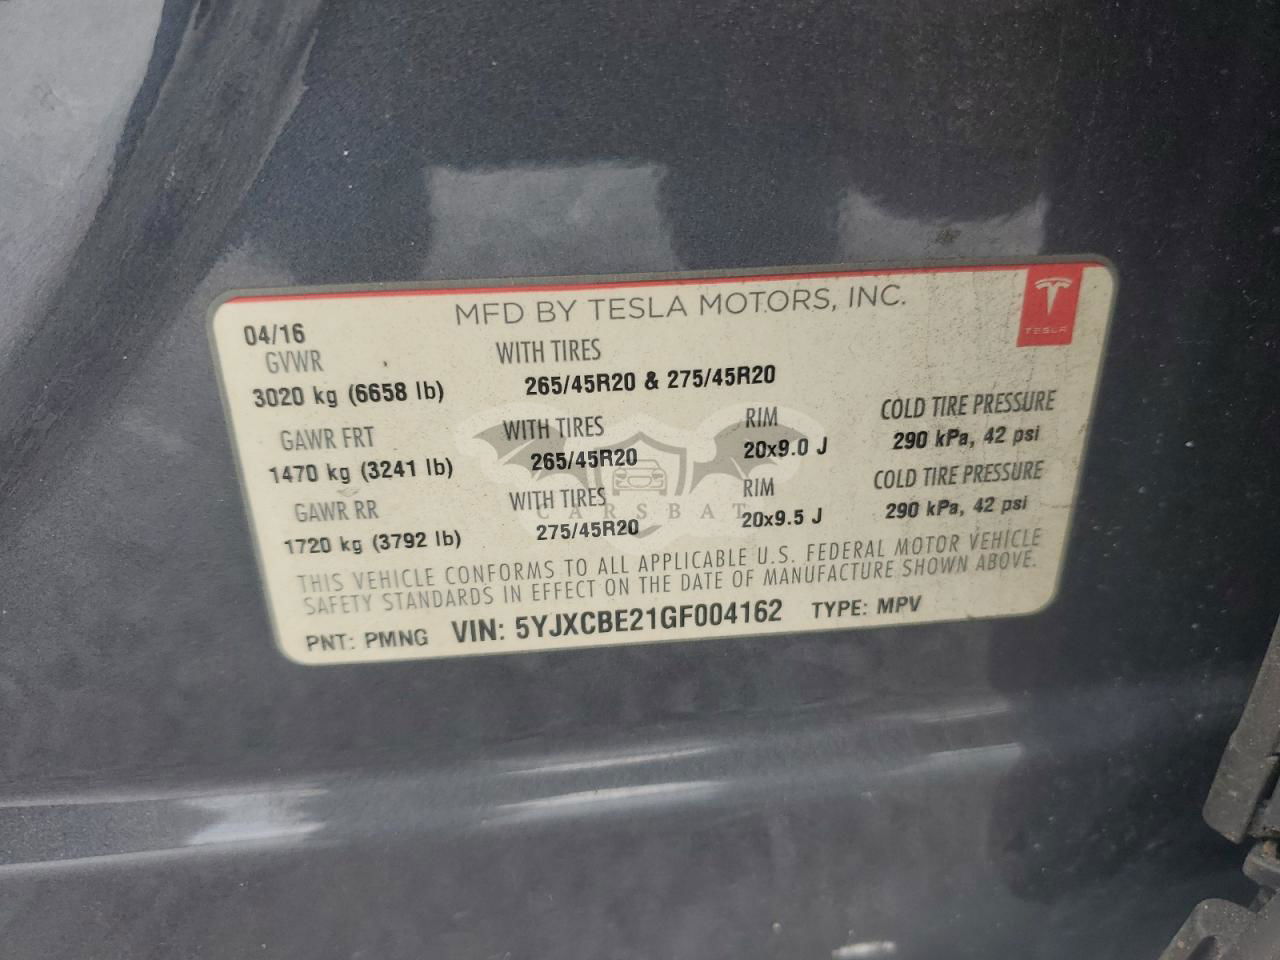 MFD BY TESLA MOTORS, INC.
TESLA
04/16
GVWR WITH TIRES
3020 kg (6658 lb) 265/45R20 & 275/45R20
GAWR FRT WITH TIRES RIM COLD TIRE PRESSURE
1470 kg (3241 lb) 265/45R20 20x9.0 J 290 kPa, 42 psi
GAWR RR WITH TIRES RIM COLD TIRE PRESSURE
1720 kg (3792 lb) 275/45R20 20x9.5 J 290 kPa, 42 psi
CARSBAT
THIS VEHICLE CONFORMS TO ALL APPLICABLE U.S. FEDERAL MOTOR VEHICLE
SAFETY STANDARDS IN EFFECT ON THE DATE OF MANUFACTURE SHOWN ABOVE.
PNT: PMNG VIN: 5YJXCBE21GF004162 TYPE: MPV